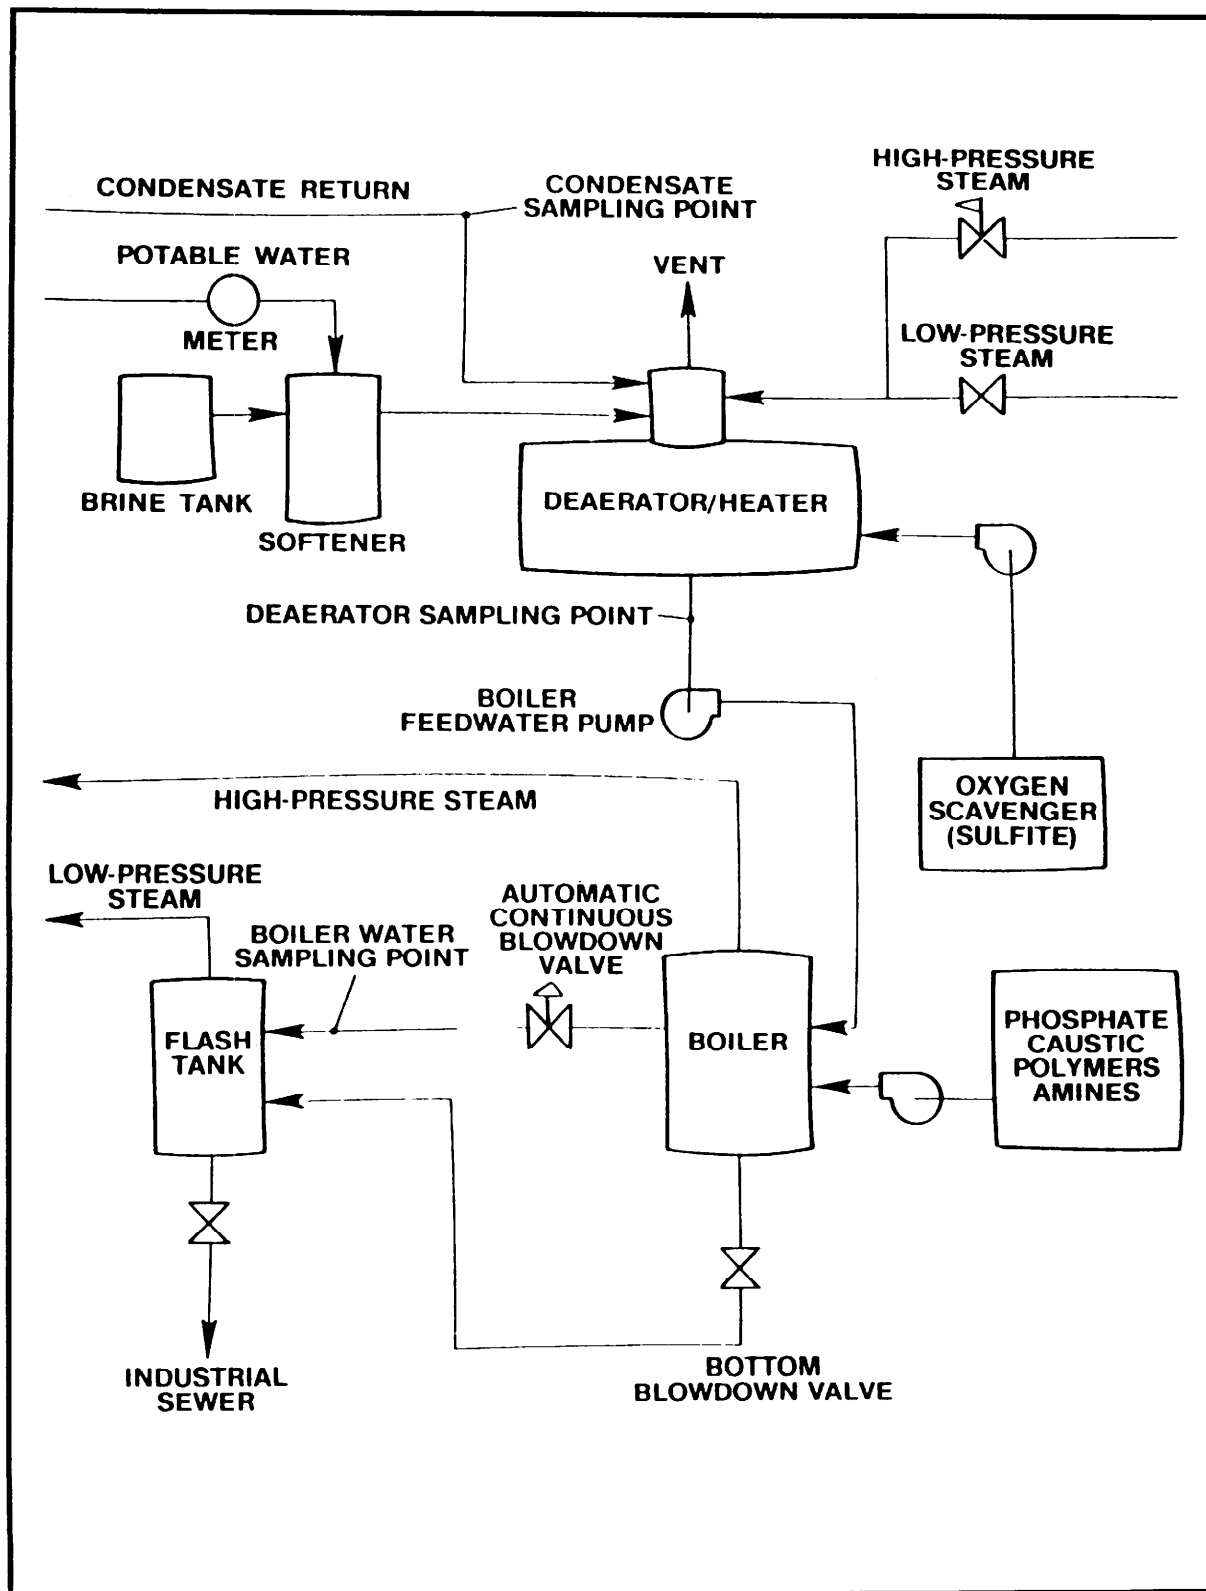 HIGH-PRESSURE
STEAM
CONDENSATE RETURN
CONDENSATE
SAMPLING POINT
POTABLE WATER
METER
VENT
LOW-PRESSURE
STEAM
BRINE TANK
SOFTENER
DEAERATOR/HEATER
DEAERATOR SAMPLING POINT
BOILER
FEEDWATER PUMP
HIGH-PRESSURE STEAM
OXYGEN
SCAVENGER
(SULFITE)
LOW-PRESSURE
STEAM
BOILER WATER
SAMPLING POINT
AUTOMATIC
CONTINUOUS
BLOWDOWN
VALVE
FLASH
TANK
BOILER
PHOSPHATE
CAUSTIC
POLYMERS
AMINES
INDUSTRIAL
SEWER
BOTTOM
BLOWDOWN VALVE